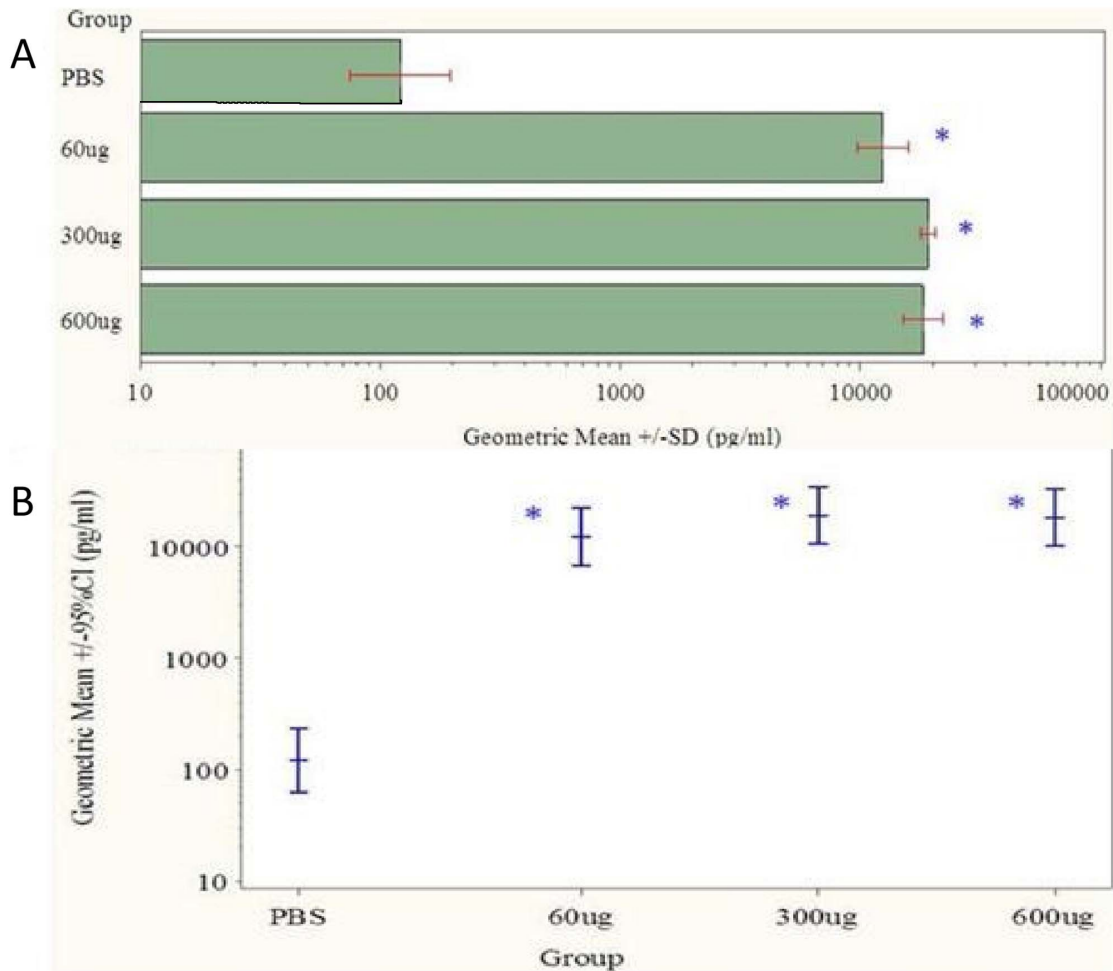 A
Group
PBS
*
60ug
*
300ug
*
600ug
10 100 1000 10000 100000
Geometric Mean +/-SD (pg/ml)
B
Geometric Mean +/-95%CI (pg/ml)
* * *
10000
1000
100
10
PBS 60ug 300ug 600ug
Group